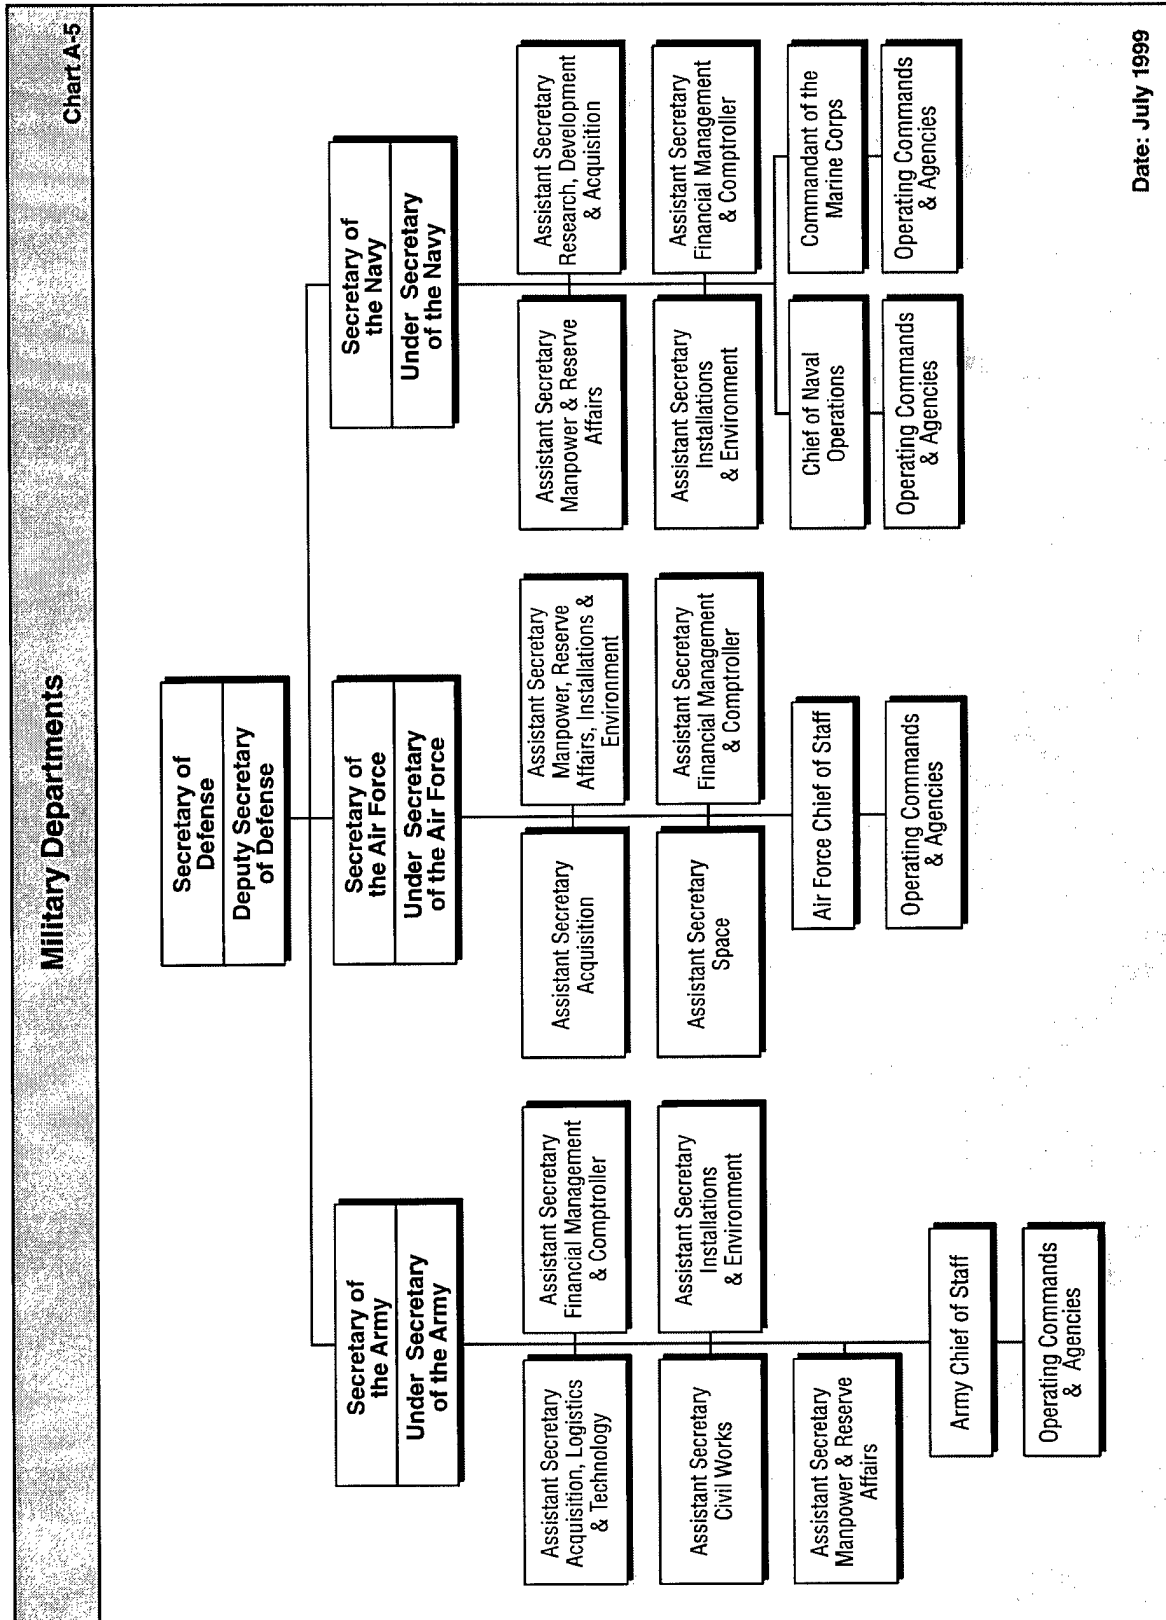 Military Departments
Chart A-5
Secretary of
Defense
Deputy Secretary
of Defense
Secretary of
the Army
Under Secretary
of the Army
Secretary of
the Air Force
Under Secretary
of the Air Force
Secretary of
the Navy
Under Secretary
of the Navy
Assistant Secretary
Acquisition, Logistics
& Technology
Assistant Secretary
Financial Management
& Comptroller
Assistant Secretary
Civil Works
Assistant Secretary
Installations
& Environment
Assistant Secretary
Manpower & Reserve
Affairs
Army Chief of Staff
Operating Commands
& Agencies
Assistant Secretary
Acquisition
Assistant Secretary
Manpower, Reserve
Affairs, Installations &
Environment
Assistant Secretary
Space
Assistant Secretary
Financial Management
& Comptroller
Air Force Chief of Staff
Operating Commands
& Agencies
Assistant Secretary
Manpower & Reserve
Affairs
Assistant Secretary
Research, Development
& Acquisition
Assistant Secretary
Installations
& Environment
Assistant Secretary
Financial Management
& Comptroller
Chief of Naval
Operations
Commandant of the
Marine Corps
Operating Commands
& Agencies
Operating Commands
& Agencies
Date: July 1999